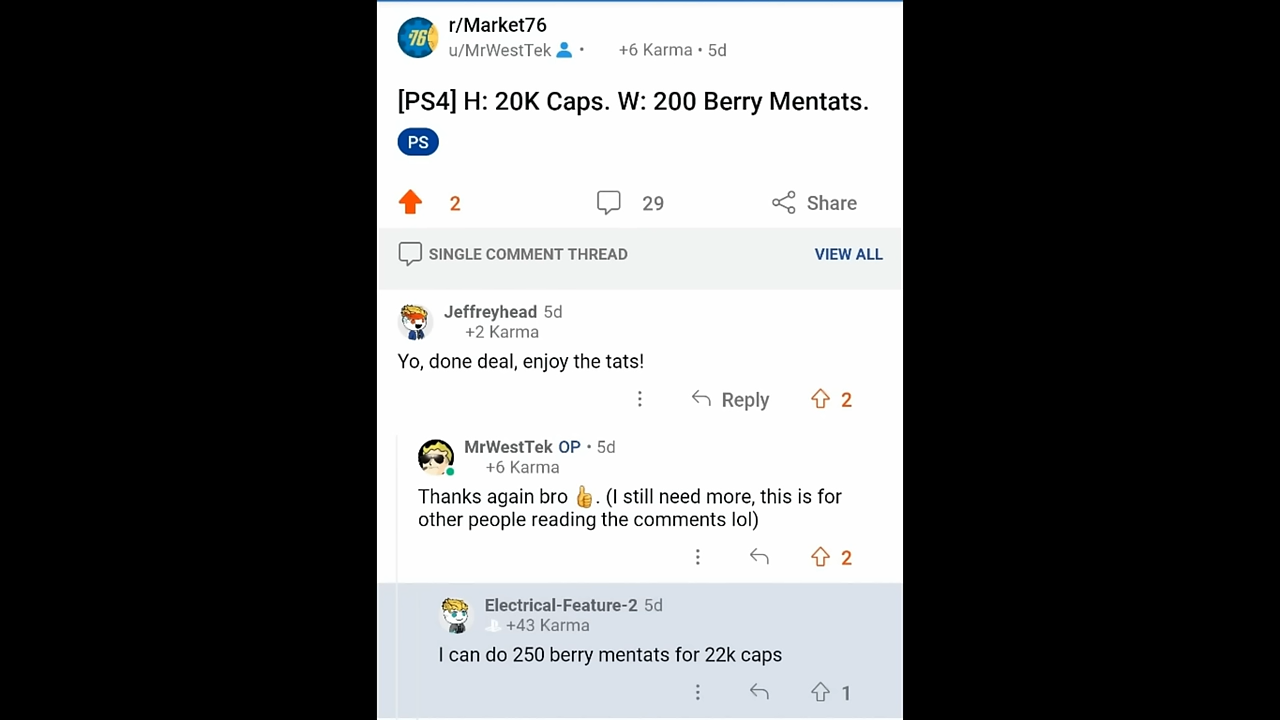 r/Market76
u/MrWestTek • +6 Karma • 5d
[PS4] H: 20K Caps. W: 200 Berry Mentats.
PS
2 29 Share
SINGLE COMMENT THREAD VIEW ALL
Jeffreyhead 5d
+2 Karma
Yo, done deal, enjoy the tats!
Reply 2
MrWestTek OP • 5d
+6 Karma
Thanks again bro 👍. (I still need more, this is for
other people reading the comments lol)
2
Electrical-Feature-2 5d
+43 Karma
I can do 250 berry mentats for 22k caps
1